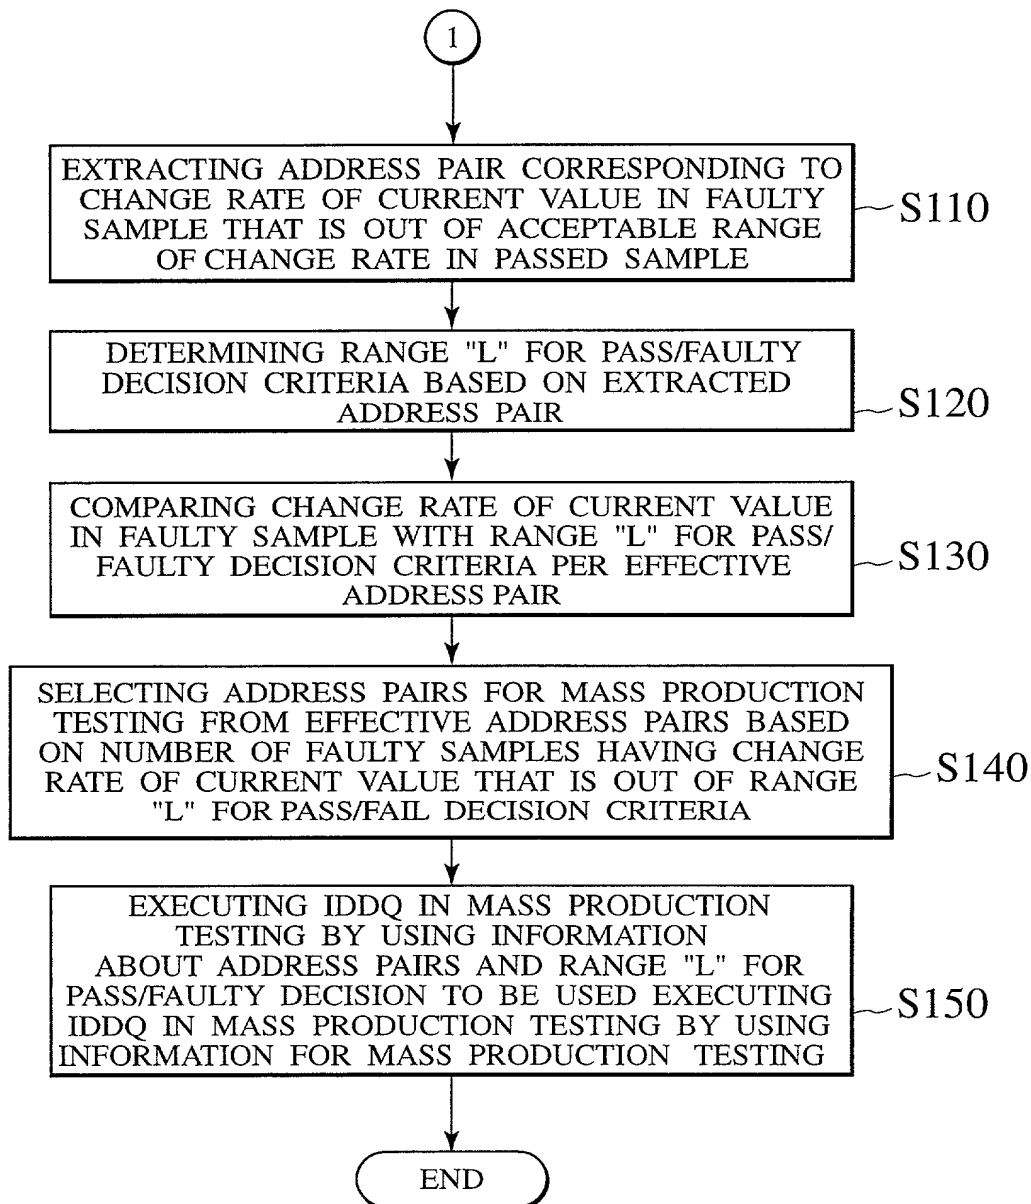 1
EXTRACTING ADDRESS PAIR CORRESPONDING TO
CHANGE RATE OF CURRENT VALUE IN FAULTY
SAMPLE THAT IS OUT OF ACCEPTABLE RANGE
OF CHANGE RATE IN PASSED SAMPLE
S110
DETERMINING RANGE "L" FOR PASS/FAULTY
DECISION CRITERIA BASED ON EXTRACTED
ADDRESS PAIR
S120
COMPARING CHANGE RATE OF CURRENT VALUE
IN FAULTY SAMPLE WITH RANGE "L" FOR PASS/
FAULTY DECISION CRITERIA PER EFFECTIVE
ADDRESS PAIR
S130
SELECTING ADDRESS PAIRS FOR MASS PRODUCTION
TESTING FROM EFFECTIVE ADDRESS PAIRS BASED
ON NUMBER OF FAULTY SAMPLES HAVING CHANGE
RATE OF CURRENT VALUE THAT IS OUT OF RANGE
"L" FOR PASS/FAIL DECISION CRITERIA
S140
EXECUTING IDDQ IN MASS PRODUCTION
TESTING BY USING INFORMATION
ABOUT ADDRESS PAIRS AND RANGE "L" FOR
PASS/FAULTY DECISION TO BE USED EXECUTING
IDDQ IN MASS PRODUCTION TESTING BY USING
INFORMATION FOR MASS PRODUCTION TESTING
S150
END